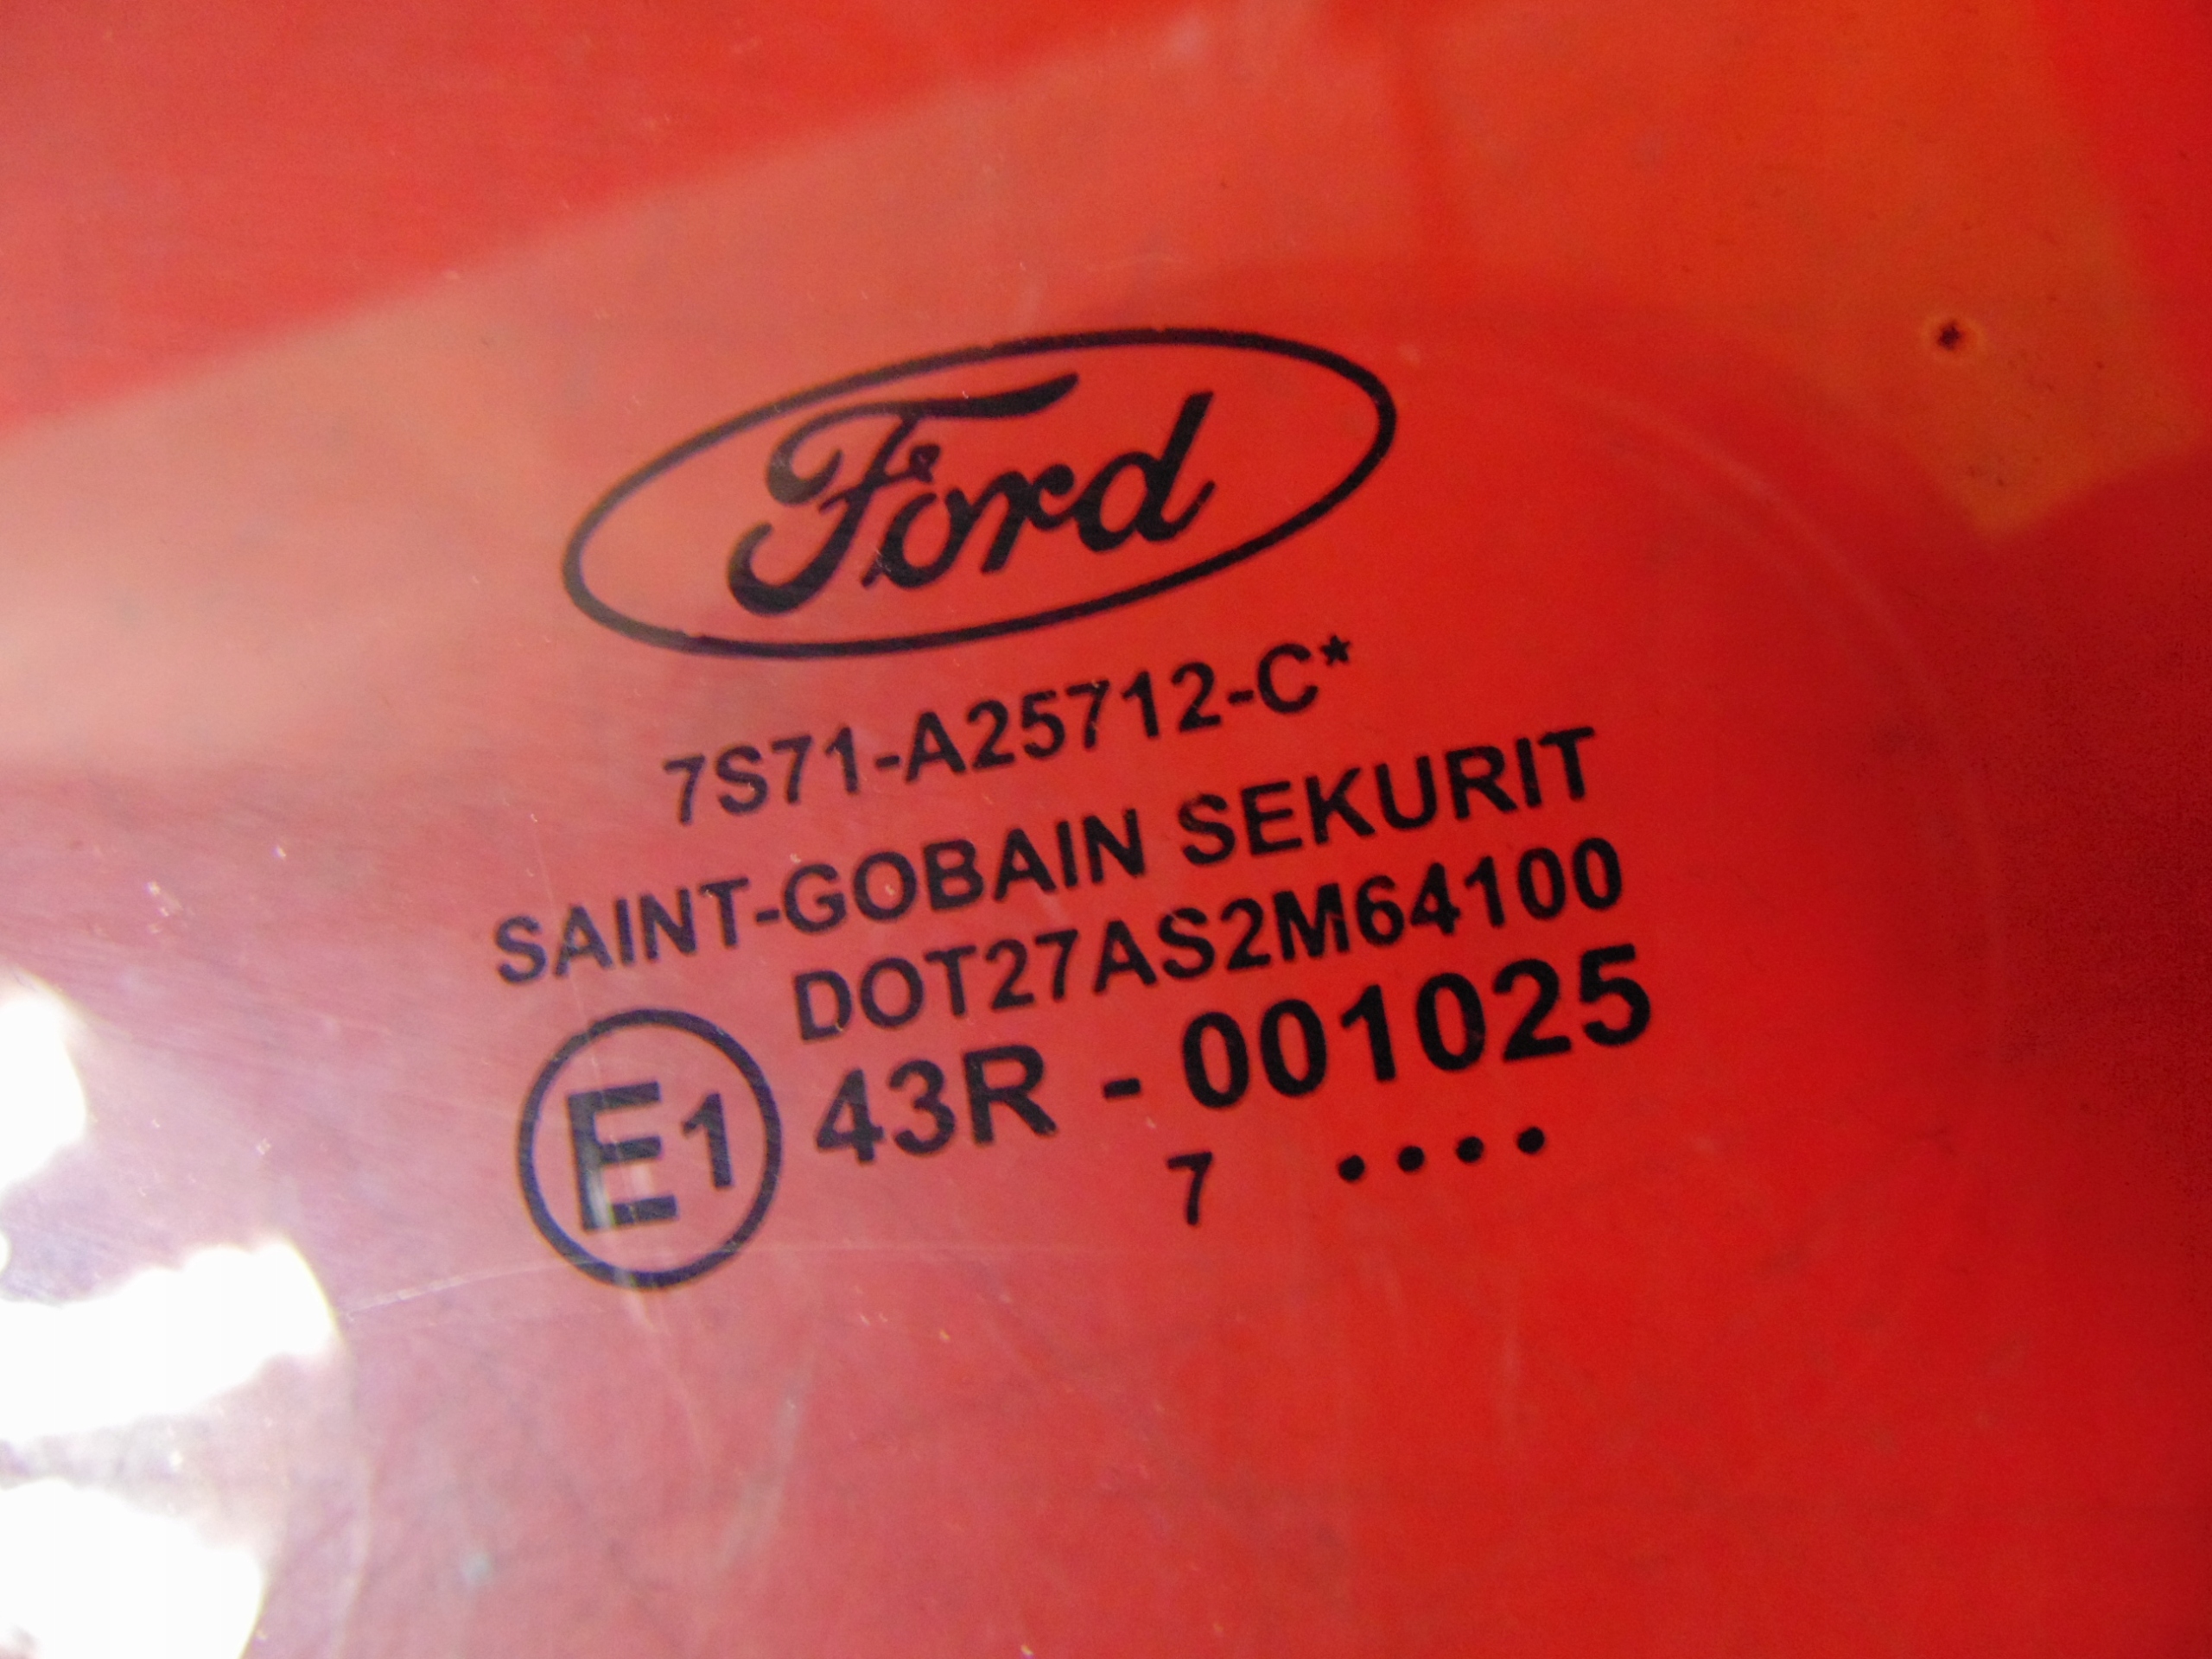 Ford
7S71-A25712-C*
SAINT-GOBAIN SEKURIT
DOT27AS2M64100
E1 43R - 001025
7 ....